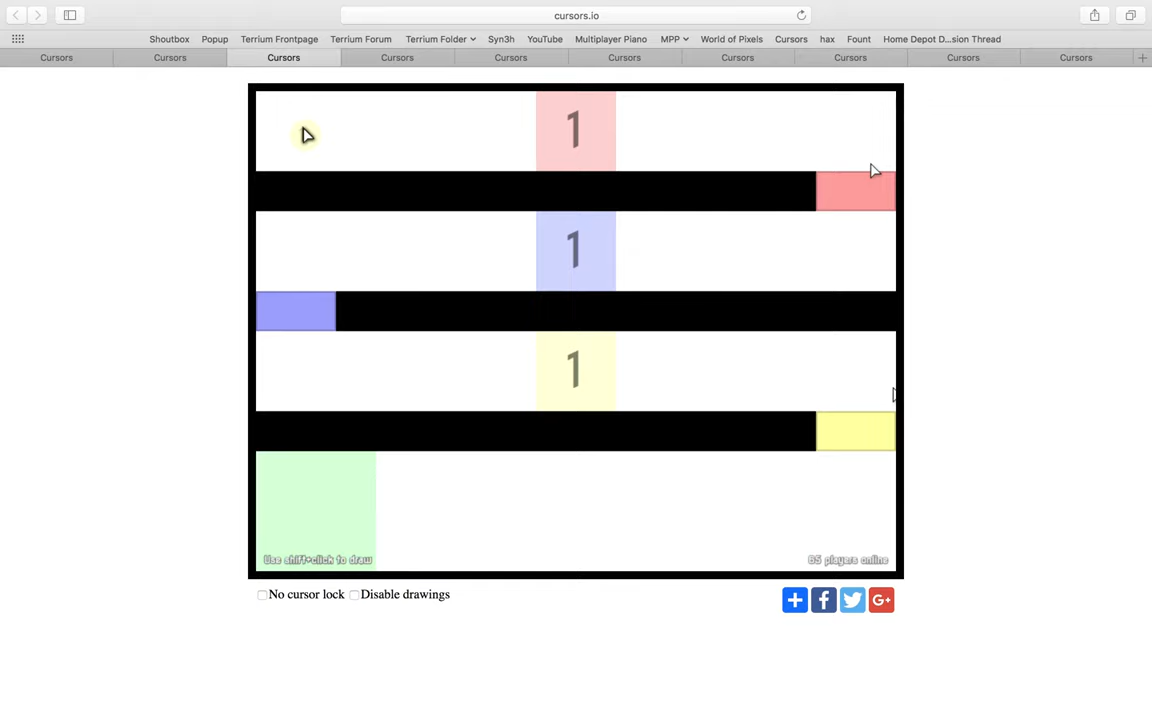 cursors.io
Shoutbox Popup Terrium Frontpage Terrium Forum Terrium Folder Syn3h YouTube Multiplayer Piano MPP World of Pixels Cursors hax Fount Home Depot D...sion Thread
Cursors Cursors Cursors Cursors Cursors Cursors Cursors Cursors Cursors Cursors
1
1
1
Use shift+click to draw 65 players online
No cursor lock Disable drawings